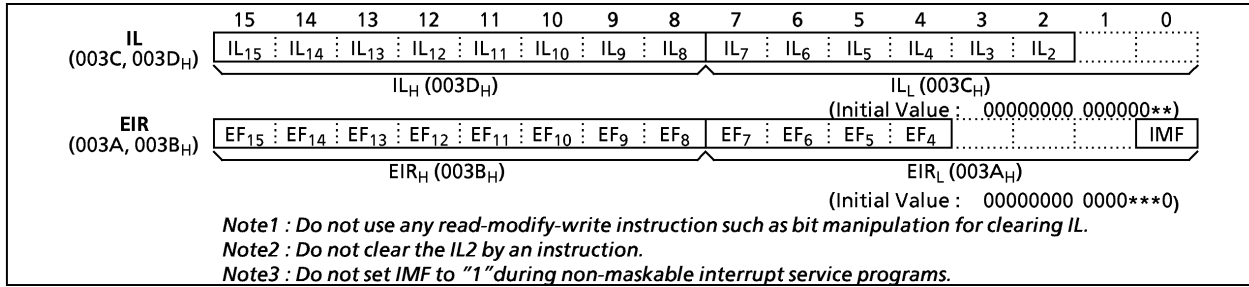 15 14 13 12 11 10 9 8 7 6 5 4 3 2 1 0
IL
(003C, 003DH)
IL15 IL14 IL13 IL12 IL11 IL10 IL9 IL8 IL7 IL6 IL5 IL4 IL3 IL2
ILH (003DH) ILL (003CH)
(Initial Value : 00000000 000000**)
EIR
(003A, 003BH)
EF15 EF14 EF13 EF12 EF11 EF10 EF9 EF8 EF7 EF6 EF5 EF4 IMF
EIRH (003BH) EIRL (003AH)
(Initial Value : 00000000 0000***0)
Note1 : Do not use any read-modify-write instruction such as bit manipulation for clearing IL.
Note2 : Do not clear the IL2 by an instruction.
Note3 : Do not set IMF to "1"during non-maskable interrupt service programs.